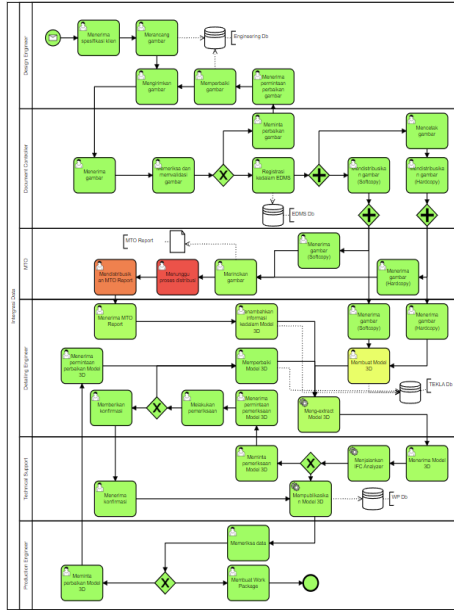 Integrasi Data
Design Engineer
Menerima
spesifikasi klien
Merancang
gambar
Engineering Db
Mengirimkan
gambar
Memperbaiki
gambar
Menerima
permintaan
perbaikan
gambar
Document Controller
Meminta
perbaikan
gambar
Mencetak
gambar
Menerima
gambar
Memeriksa dan
memvalidasi
gambar
X
Registrasi
kedalam EDMS
Mendistribusikan
gambar
(Softcopy)
Mendistribusikan
gambar
(Hardcopy)
EDMS Db
MTO
MTO Report
Menerima
gambar
(Softcopy)
Mendistribusik
an MTO Report
Menunggu
proses distribusi
Merincikan
gambar
Menerima
gambar
(Hardcopy)
Detailing Engineer
Menerima MTO
Report
Menambahkan
informasi
kedalam Model
3D
Menerima
gambar
(Softcopy)
Menerima
gambar
(Hardcopy)
Menerima
permintaan
perbaikan Model
3D
Memperbaiki
Model 3D
Membuat Model
3D
TEKLA Db
Memberikan
konfirmasi
X
Melakukan
pemeriksaan
Menerima
permintaan
pemeriksaan
Model 3D
Meng-extract
Model 3D
Technical Support
Meminta
pemeriksaan
Model 3D
X
Menjalankan
IFC Analyzer
Menerima Model
3D
Menerima
konfirmasi
Mempublikasika
n Model 3D
WP Db
Production Engineer
Memeriksa data
Meminta
perbaikan Model
3D
X
Membuat Work
Package